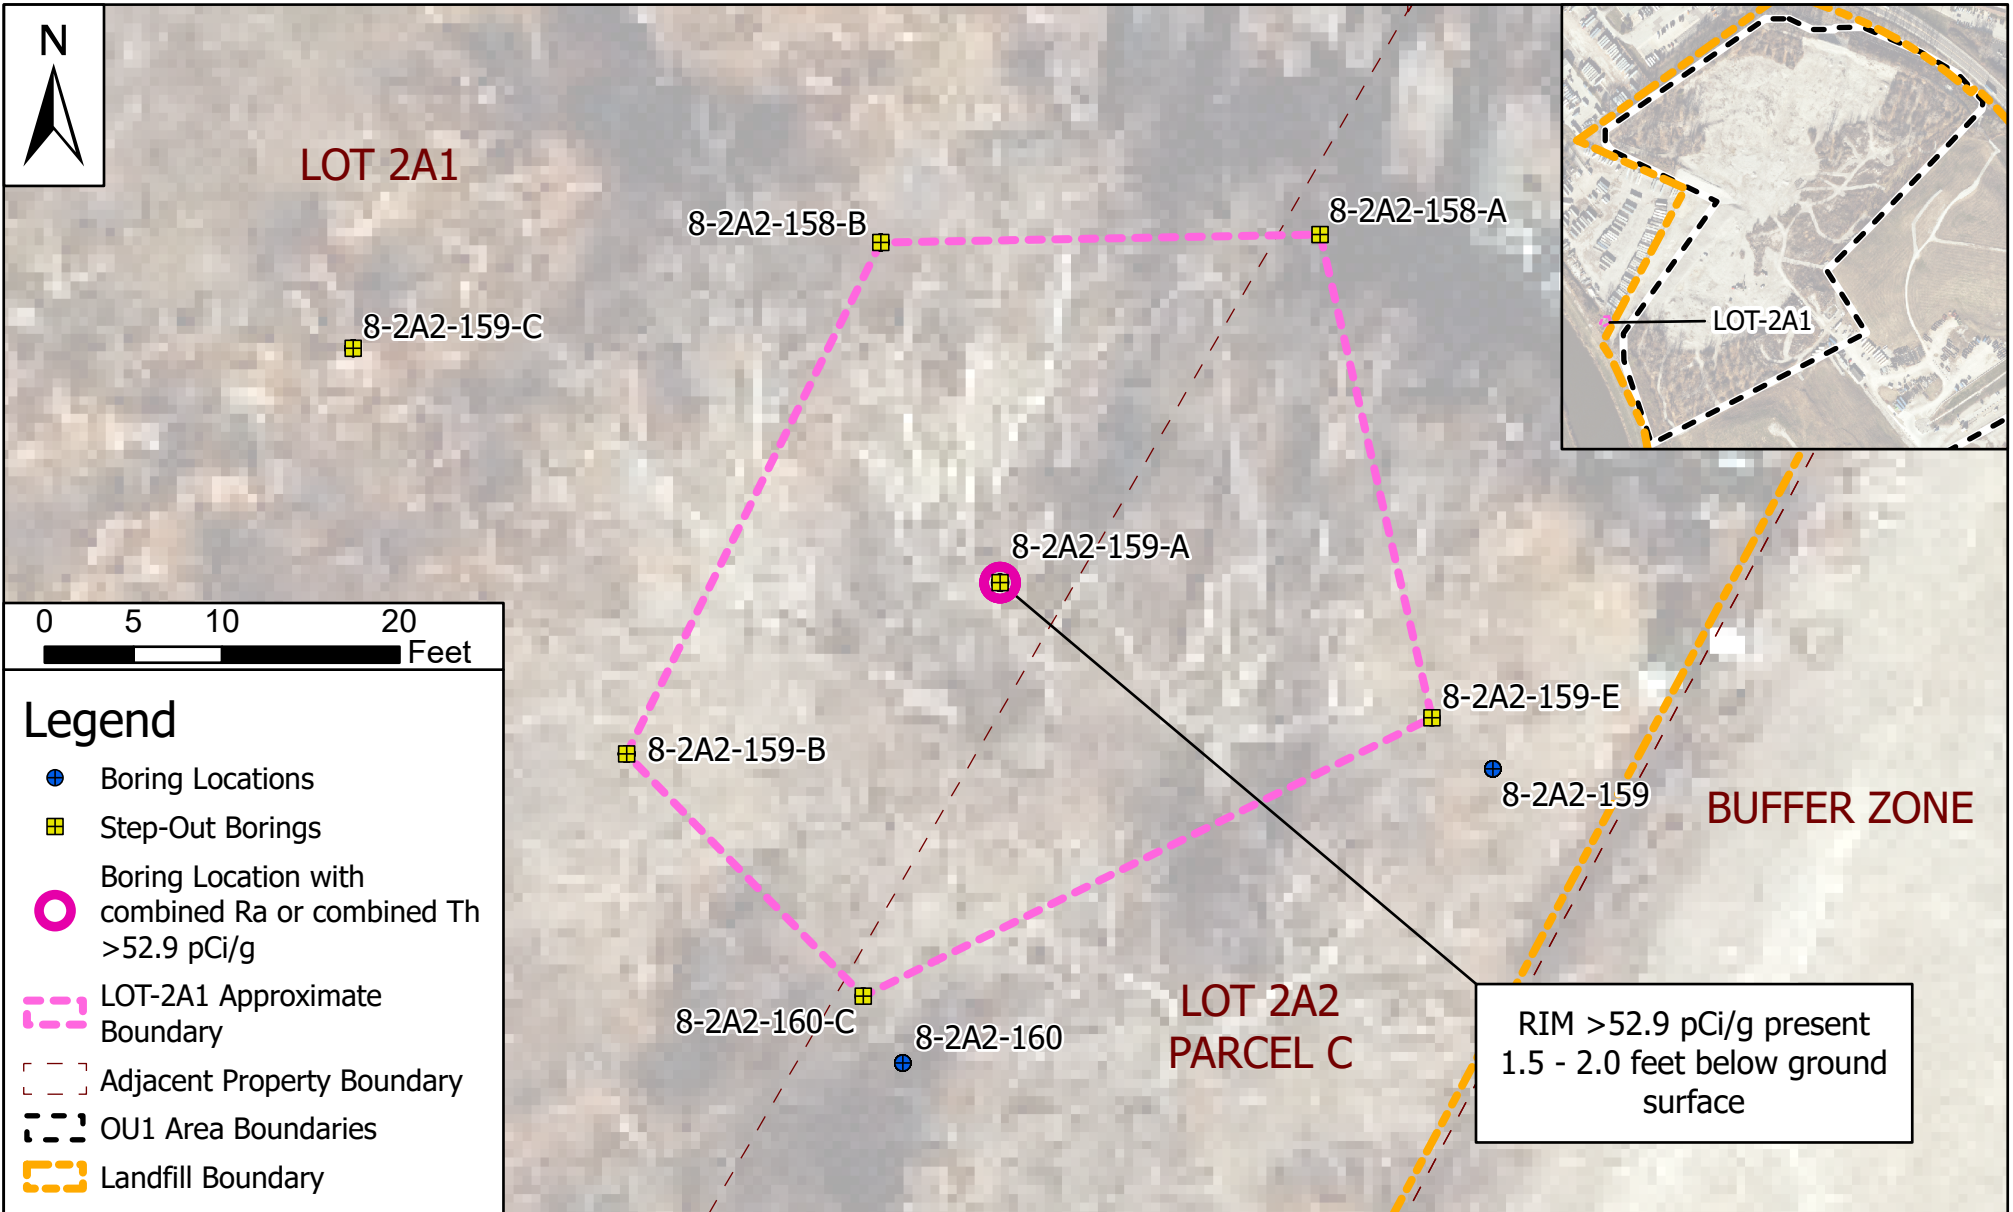 N
LOT 2A1
8-2A2-158-B
8-2A2-158-A
8-2A2-159-C
LOT-2A1
8-2A2-159-A
8-2A2-159-E
8-2A2-159-B
8-2A2-159
BUFFER ZONE
8-2A2-160-C
8-2A2-160
LOT 2A2
PARCEL C
RIM >52.9 pCi/g present
1.5 - 2.0 feet below ground
surface
0 5 10 20
Feet
Legend
Boring Locations
Step-Out Borings
Boring Location with
combined Ra or combined Th
>52.9 pCi/g
LOT-2A1 Approximate
Boundary
Adjacent Property Boundary
OU1 Area Boundaries
Landfill Boundary